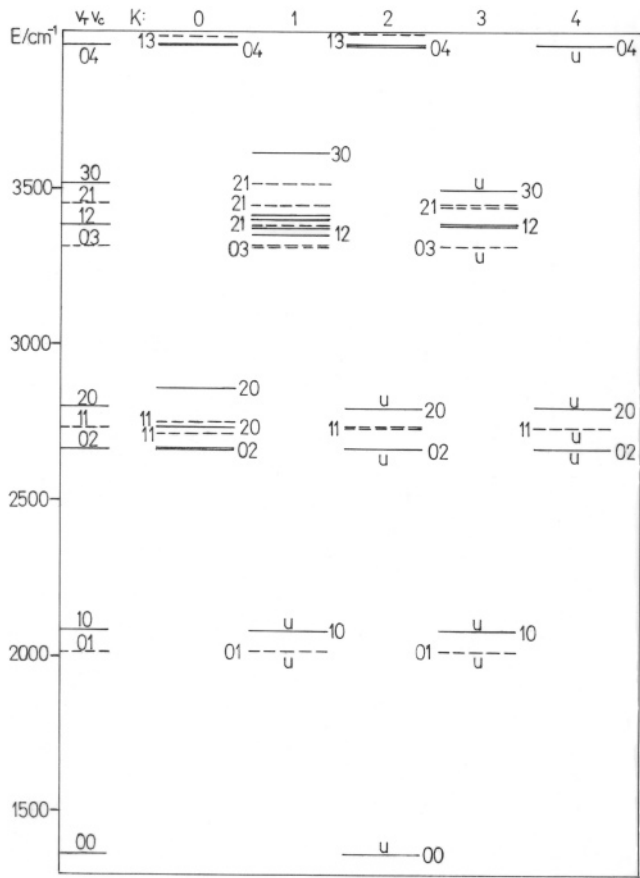 E/cm⁻¹ v_T v_c K: 0 1 2 3 4
13 13
04 04 04 u 04
30
30 u 30
3500 21
21 21 21
12 21 12 12
03 03 03 u
3000
20 20 u 20 u 20
11 11 20 11 11 u
02 11 02 u 02 u 02
2500
10 u 10 u 10
01 01 u 01 u
2000
1500
00 u 00